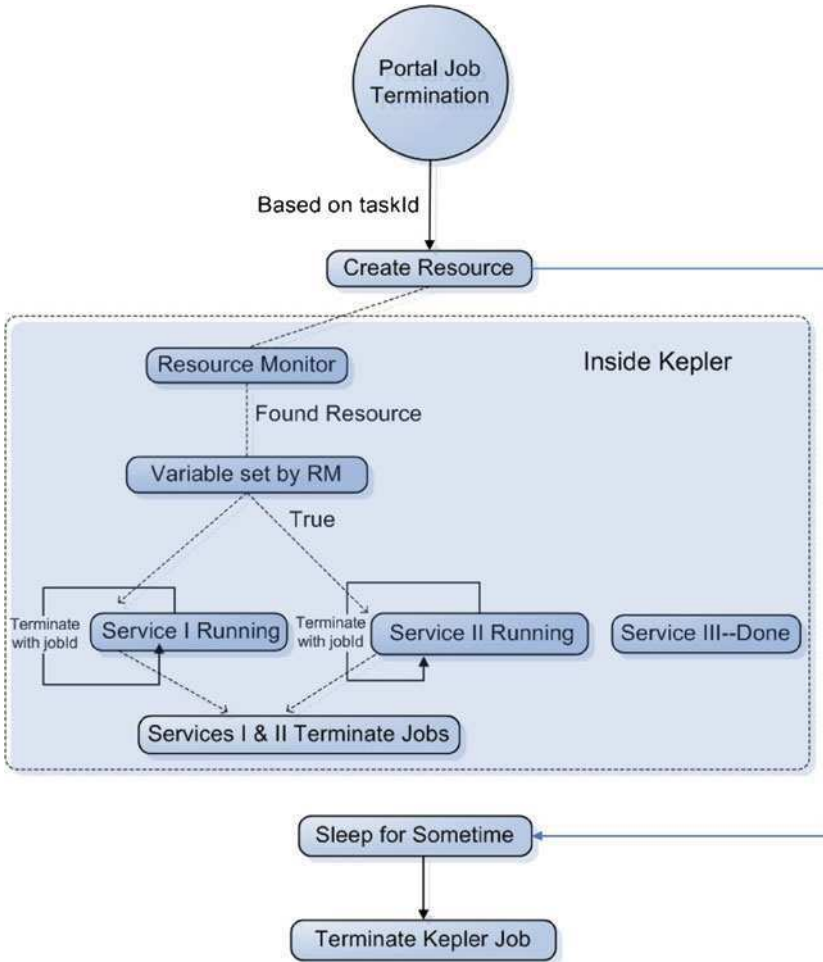 Portal Job
Termination
Based on taskId
Create Resource
Inside Kepler
Resource Monitor
Found Resource
Variable set by RM
True
Terminate
with jobId
Service I Running
Terminate
with jobId
Service II Running
Service III--Done
Services I & II Terminate Jobs
Sleep for Sometime
Terminate Kepler Job